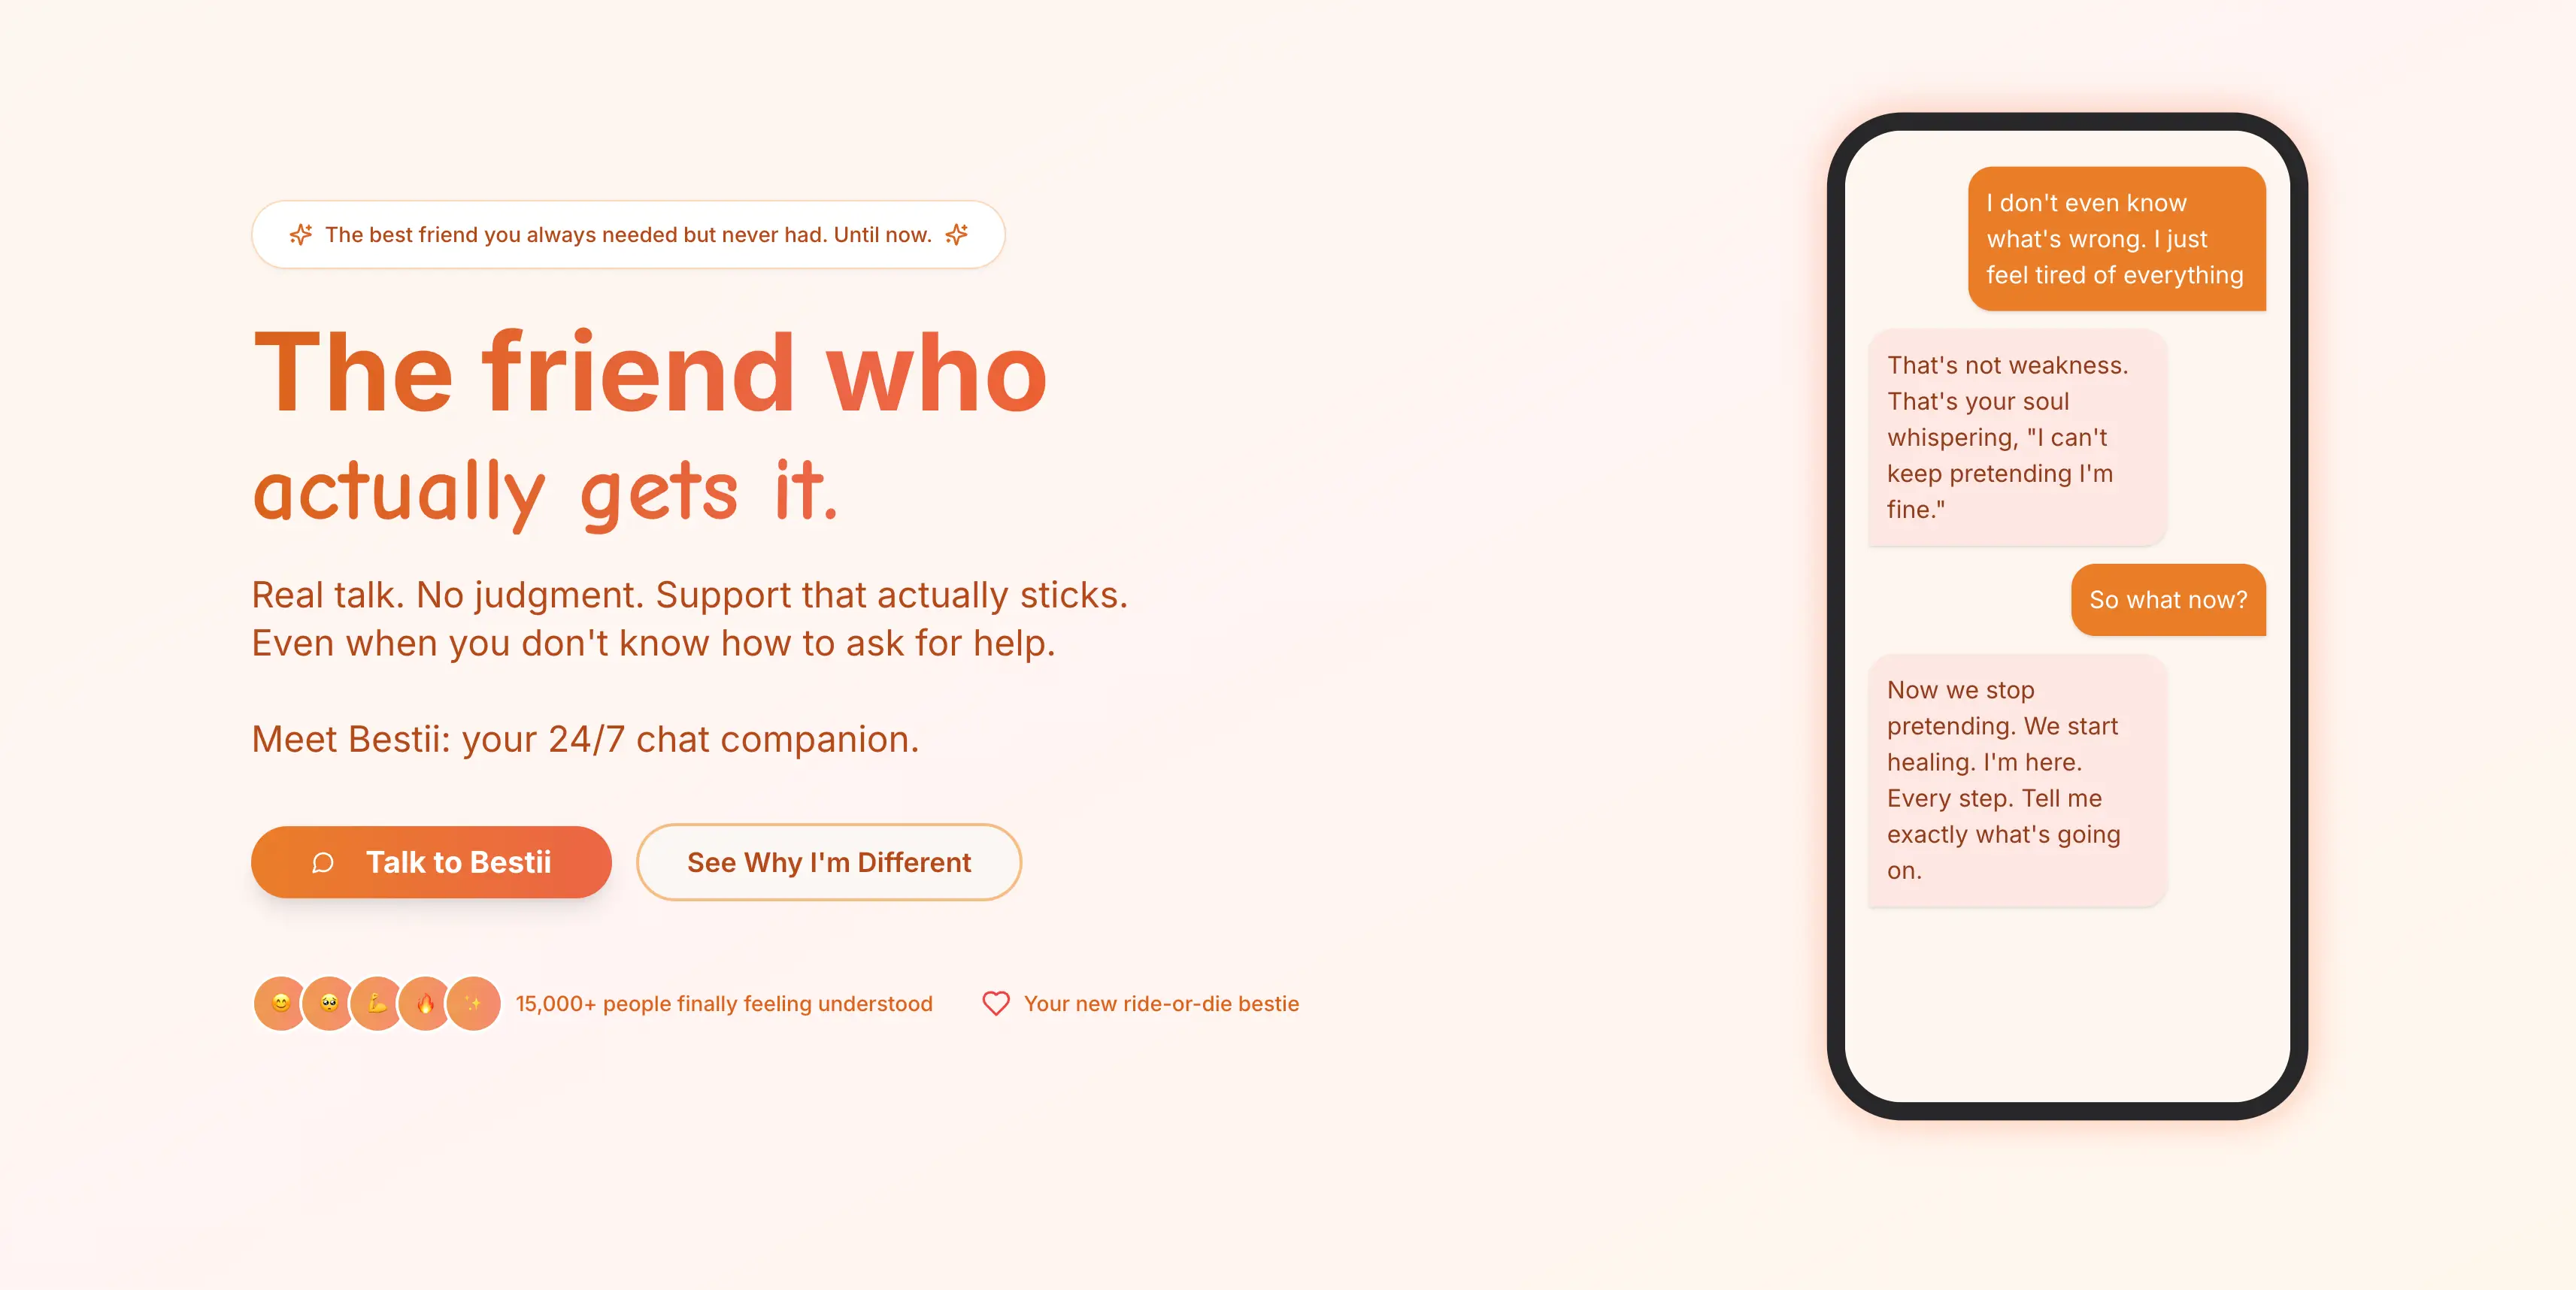 The best friend you always needed but never had. Until now.
The friend who
actually gets it.
Real talk. No judgment. Support that actually sticks.
Even when you don't know how to ask for help.
Meet Bestii: your 24/7 chat companion.
Talk to Bestii
See Why I'm Different
15,000+ people finally feeling understood
Your new ride-or-die bestie
I don't even know
what's wrong. I just
feel tired of everything
That's not weakness.
That's your soul
whispering, "I can't
keep pretending I'm
fine."
So what now?
Now we stop
pretending. We start
healing. I'm here.
Every step. Tell me
exactly what's going
on.